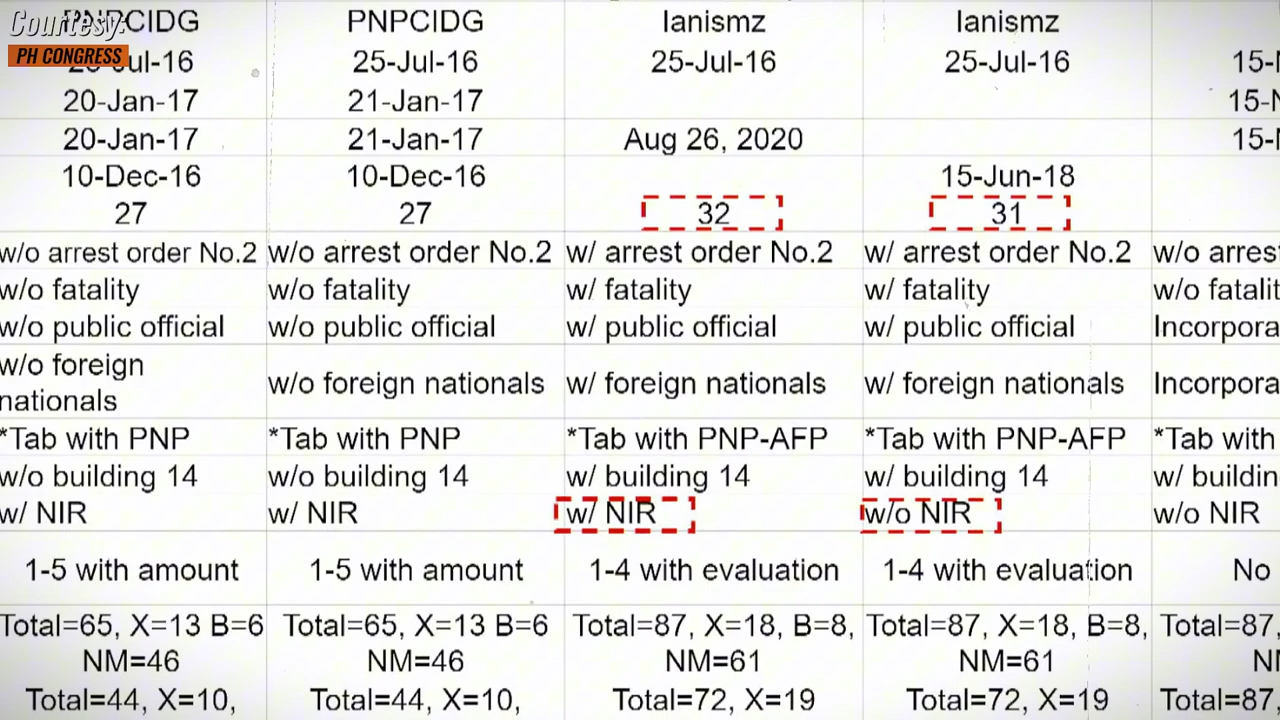 Courtesy:
PH CONGRESS
PNPCIDG PNPCIDG Ianismz Ianismz
25-Jul-16 25-Jul-16 25-Jul-16
20-Jan-17 21-Jan-17
20-Jan-17 21-Jan-17 Aug 26, 2020
10-Dec-16 10-Dec-16 15-Jun-18
27 27 32 31
w/o arrest order No.2 w/o arrest order No.2 w/ arrest order No.2 w/ arrest order No.2 w/o
w/o fatality w/o fatality w/ fatality w/ fatality w/o
w/o public official w/o public official w/ public official w/ public official
w/o foreign
nationals w/o foreign nationals w/ foreign nationals w/ foreign nationals
*Tab with PNP *Tab with PNP *Tab with PNP-AFP *Tab with PNP-AFP *Tab with
w/o building 14 w/o building 14 w/ building 14 w/ building 14 w/
w/ NIR w/ NIR w/ NIR w/o NIR w/o NIR
1-5 with amount 1-5 with amount 1-4 with evaluation 1-4 with evaluation No
Total=65, X=13 B=6 Total=65, X=13 B=6 Total=87, X=18, B=8, Total=87, X=18, B=8, Total=87,
NM=46 NM=46 NM=61 NM=61
Total=44, X=10, Total=44, X=10, Total=72, X=19 Total=72, X=19 Total=87,